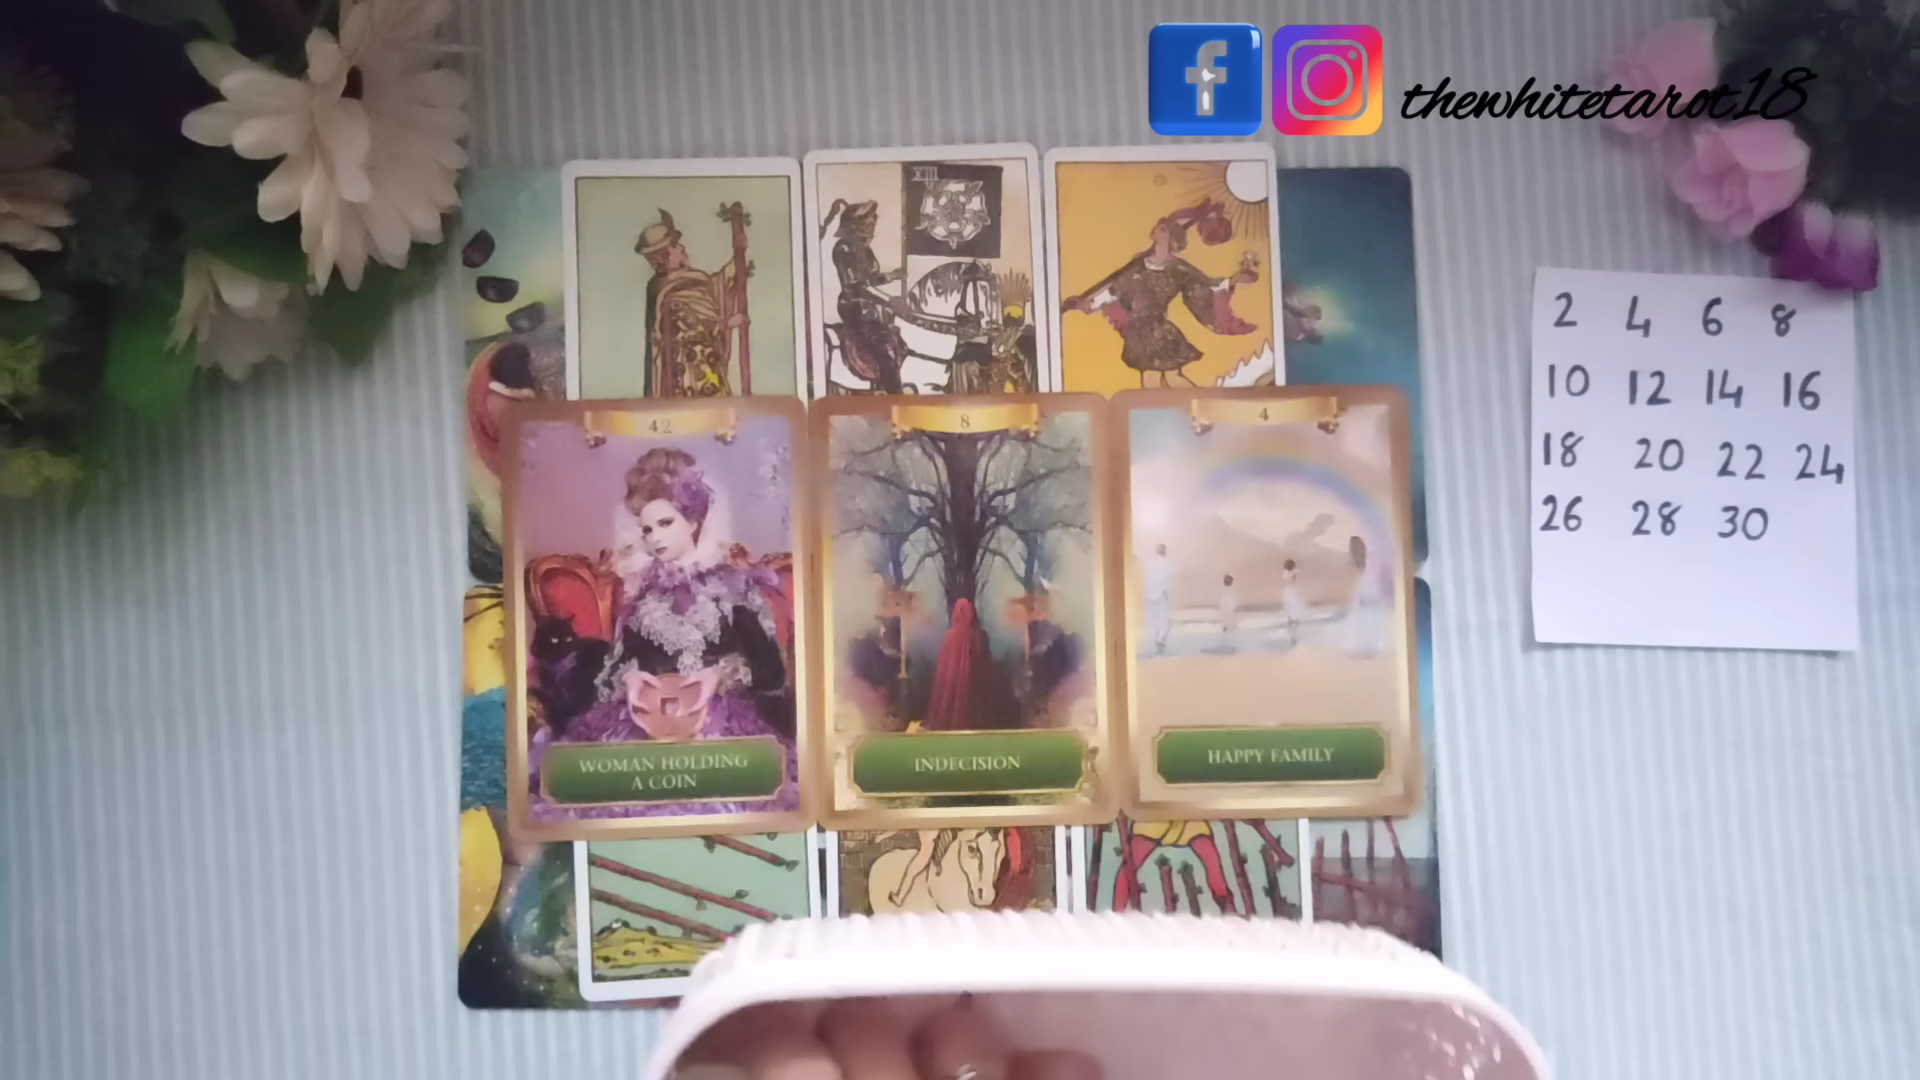 f
thewhitetarot18
XIII
2 4 6 8
10 12 14 16
18 20 22 24
26 28 30
42
8
4
WOMAN HOLDING
A COIN
INDECISION
HAPPY FAMILY